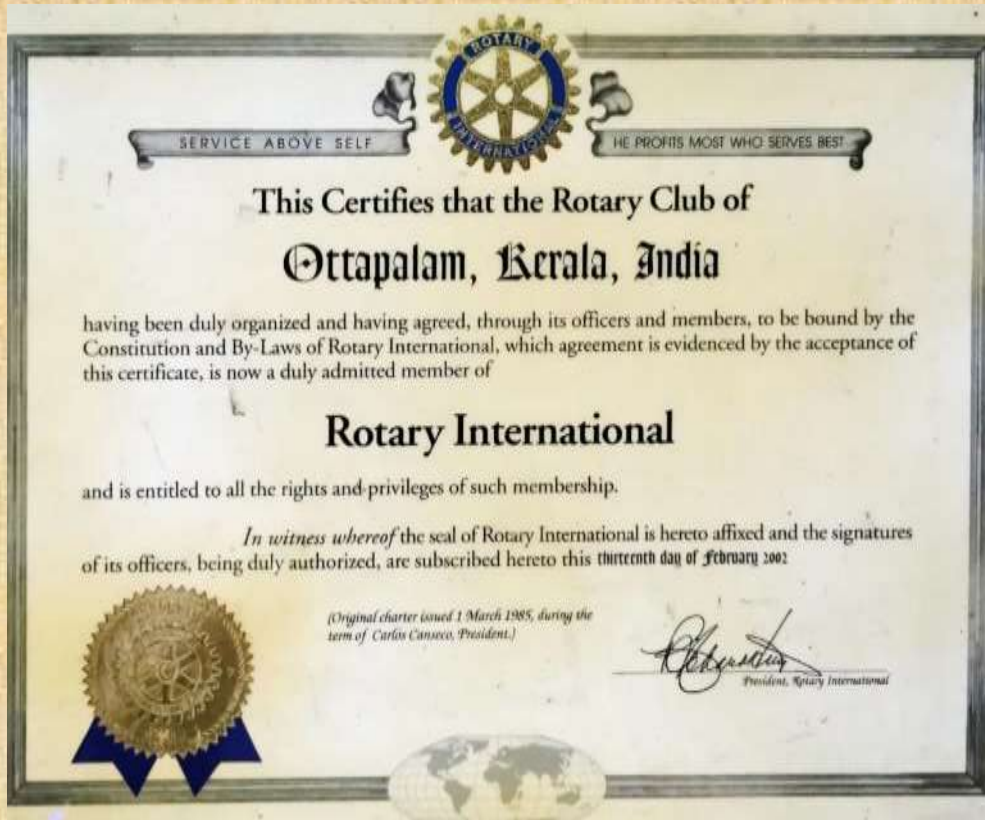 ROTARY
INTERNATIONAL
SERVICE ABOVE SELF
HE PROFITS MOST WHO SERVES BEST
This Certifies that the Rotary Club of
Ottapalam, Kerala, India
having been duly organized and having agreed, through its officers and members, to be bound by the
Constitution and By-Laws of Rotary International, which agreement is evidenced by the acceptance of
this certificate, is now a duly admitted member of
Rotary International
and is entitled to all the rights and privileges of such membership.
In witness whereof the seal of Rotary International is hereto affixed and the signatures
of its officers, being duly authorized, are subscribed hereto this thirteenth day of February 2002
(Original charter issued 1 March 1985, during the
term of Carlos Canseco, President.)
President, Rotary International